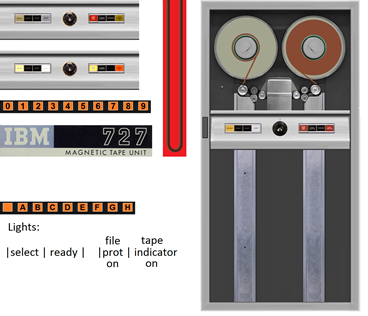 0 1 2 3 4 5 6 7 8 9
IBM 727
MAGNETIC TAPE UNIT
A B C D E F G H
Lights:
|select | ready | |file prot on | tape indicator on